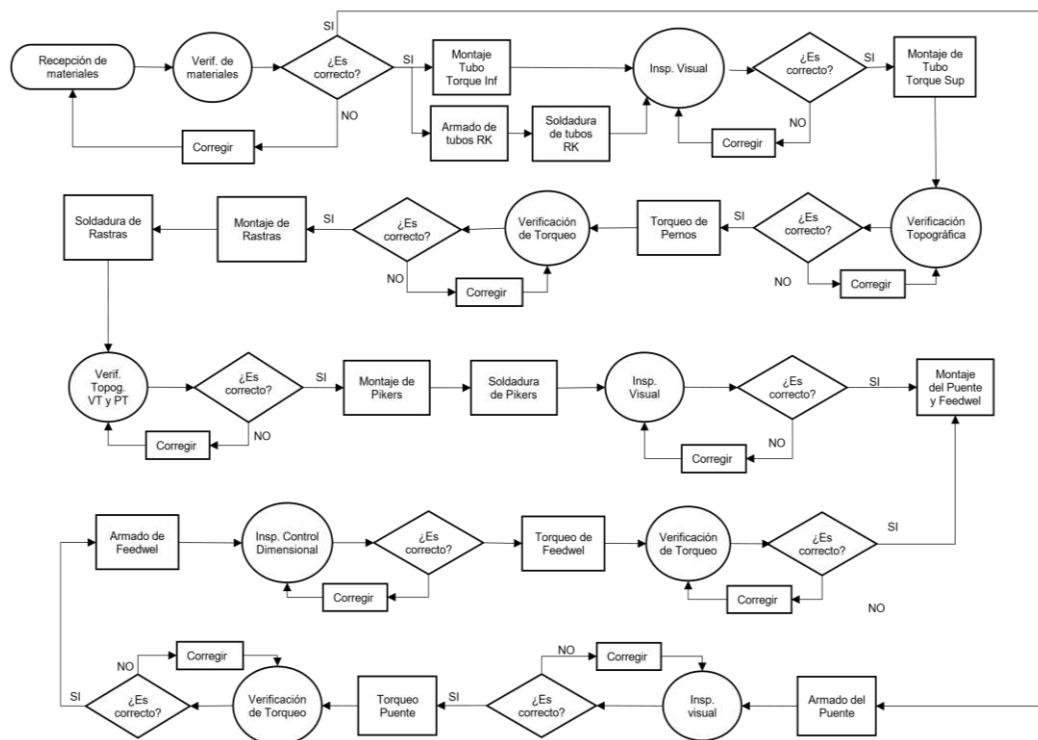 SI
Recepción de
materiales
Verif. de
materiales
¿Es
correcto?
SI
NO
Corregir
Montaje
Tubo
Torque Inf
Armado de
tubos RK
Soldadura
de tubos
RK
Insp. Visual
¿Es
correcto?
SI
NO
Corregir
Montaje de
Tubo
Torque Sup
Soldadura de
Rastras
Montaje de
Rastras
SI
¿Es
correcto?
NO
Corregir
Verificación
de Torqueo
Torqueo de
Pernos
SI
¿Es
correcto?
NO
Corregir
Verificación
Topográfica
Verif.
Topog.
VT y PT
¿Es
correcto?
SI
NO
Corregir
Montaje de
Pikers
Soldadura
de Pikers
Insp.
Visual
¿Es
correcto?
SI
NO
Corregir
Montaje
del Puente
y Feedwel
Armado de
Feedwel
Insp. Control
Dimensional
¿Es
correcto?
Corregir
Torqueo de
Feedwel
Verificación
de Torqueo
¿Es
correcto?
SI
Corregir
NO
NO
Corregir
SI
¿Es
correcto?
Verificación
de Torqueo
Torqueo
Puente
SI
NO
Corregir
¿Es
correcto?
Insp.
visual
Armado del
Puente